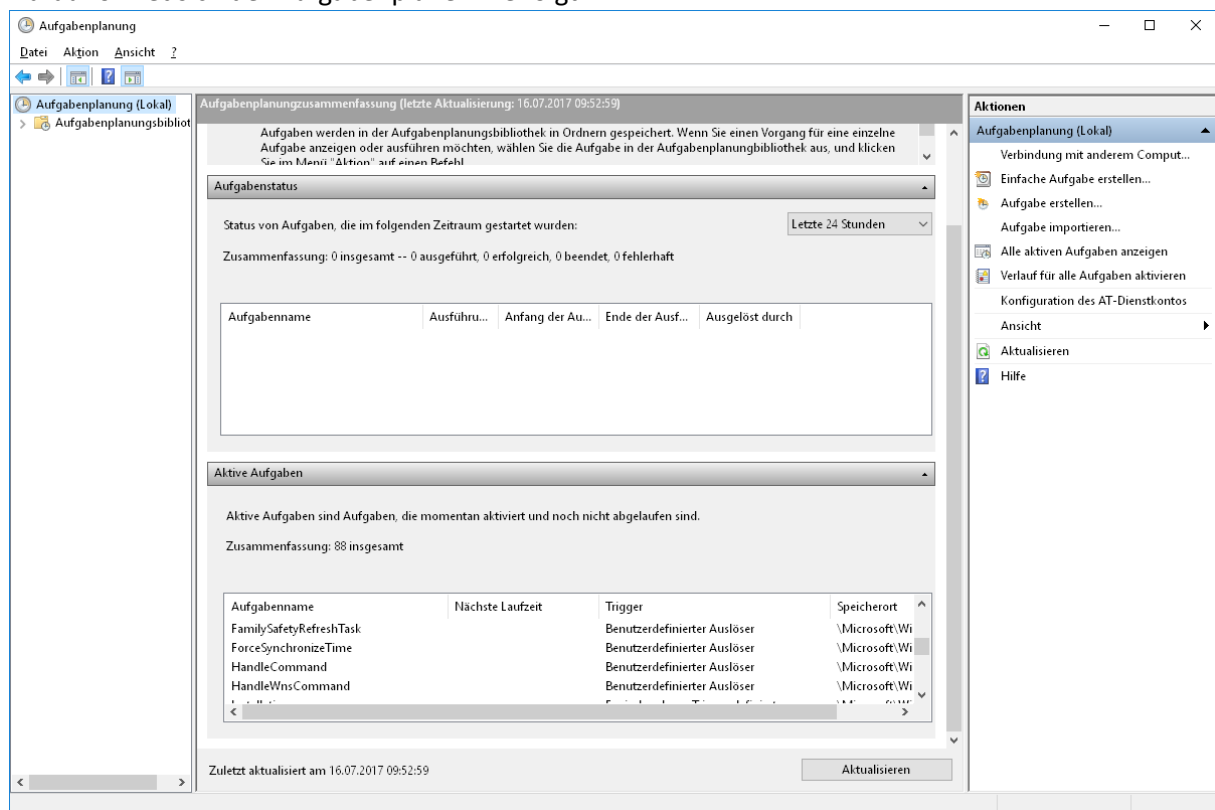 Aufgabenplanung
Datei Aktion Ansicht ?
Aufgabenplanung (Lokal)
Aufgabenplanungsbibliot
Aufgabenplanungzusammenfassung (letzte Aktualisierung: 16.07.2017 09:52:59)
Aufgaben werden in der Aufgabenplanungsbibliothek in Ordnern gespeichert. Wenn Sie einen Vorgang für eine einzelne
Aufgabe anzeigen oder ausführen möchten, wählen Sie die Aufgabe in der Aufgabenplanungbibliothek aus, und klicken
Sie im Menü "Aktion" auf einen Befehl
Aufgabenstatus
Status von Aufgaben, die im folgenden Zeitraum gestartet wurden:
Letzte 24 Stunden
Zusammenfassung: 0 insgesamt -- 0 ausgeführt, 0 erfolgreich, 0 beendet, 0 fehlerhaft
Aufgabenname Ausführu... Anfang der Au... Ende der Ausf... Ausgelöst durch
Aktive Aufgaben
Aktive Aufgaben sind Aufgaben, die momentan aktiviert und noch nicht abgelaufen sind.
Zusammenfassung: 88 insgesamt
Aufgabenname Nächste Laufzeit Trigger Speicherort
FamilySafetyRefreshTask Benutzerdefinierter Auslöser \Microsoft\Wi
ForceSynchronizeTime Benutzerdefinierter Auslöser \Microsoft\Wi
HandleCommand Benutzerdefinierter Auslöser \Microsoft\Wi
HandleWnsCommand Benutzerdefinierter Auslöser \Microsoft\Wi
Zuletzt aktualisiert am 16.07.2017 09:52:59
Aktualisieren
Aktionen
Aufgabenplanung (Lokal)
Verbindung mit anderem Comput...
Einfache Aufgabe erstellen...
Aufgabe erstellen...
Aufgabe importieren...
Alle aktiven Aufgaben anzeigen
Verlauf für alle Aufgaben aktivieren
Konfiguration des AT-Dienstkontos
Ansicht
Aktualisieren
Hilfe